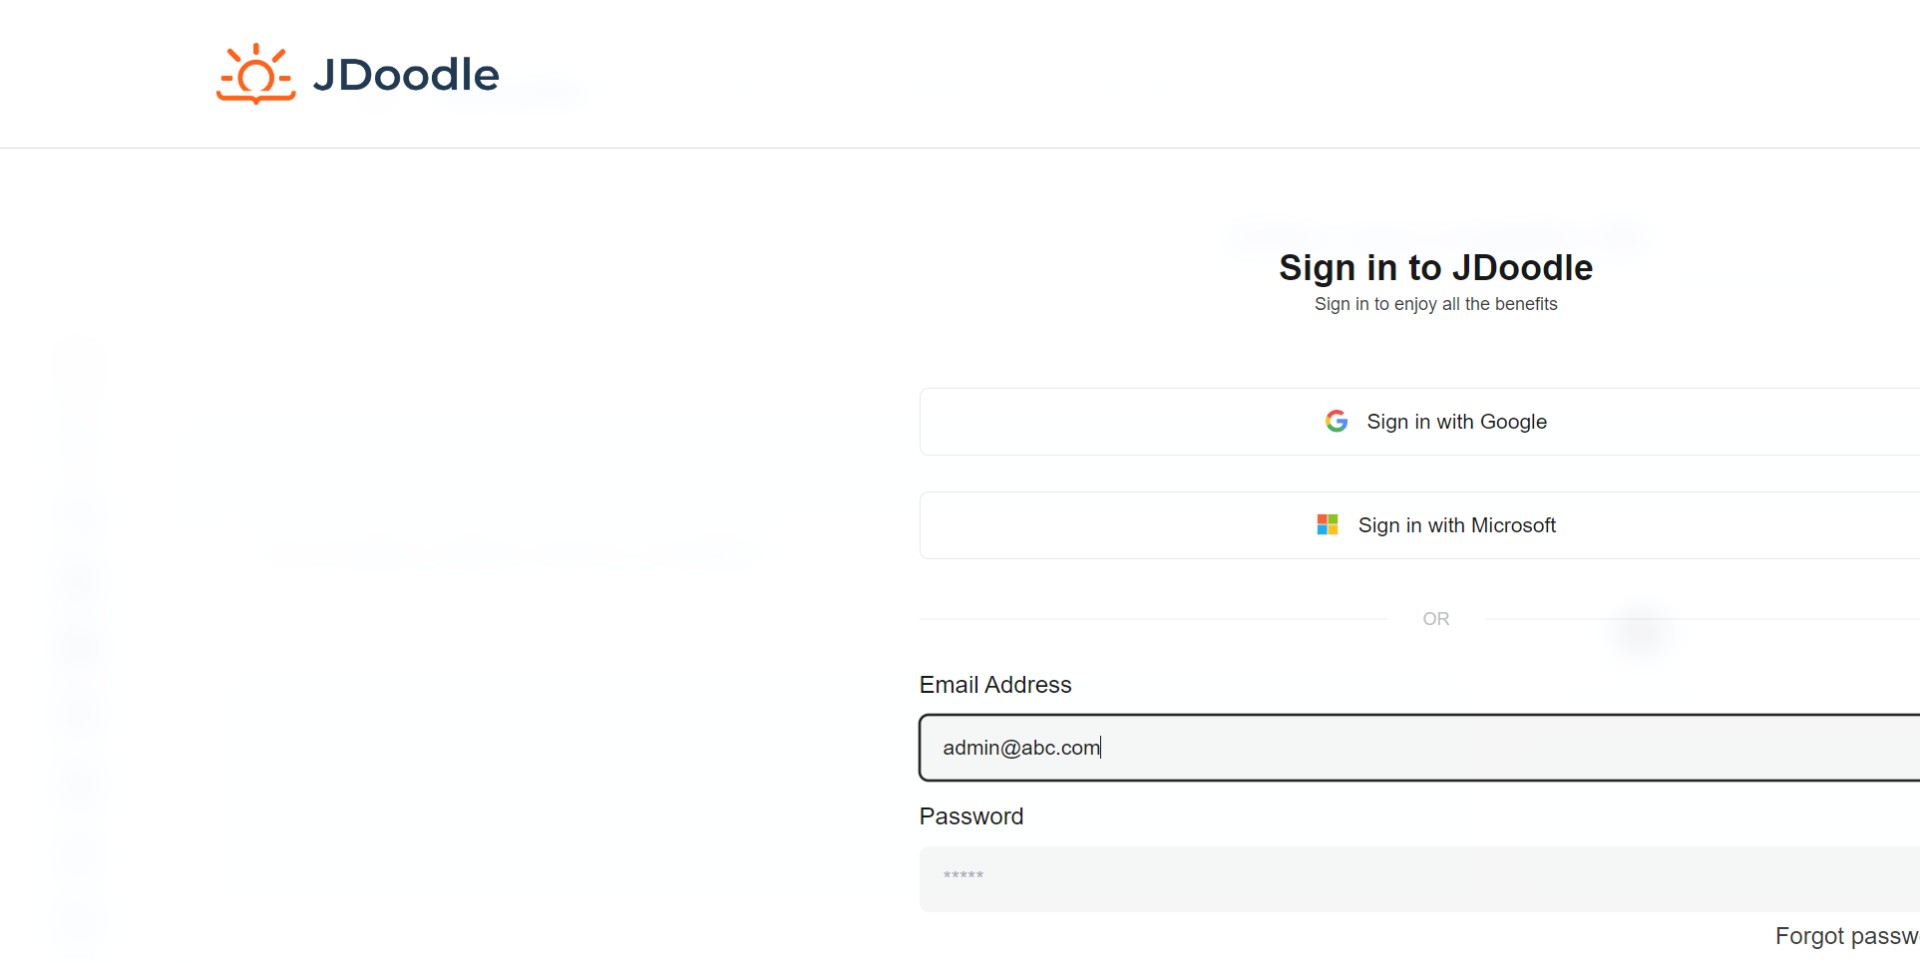 JDoodle
Sign in to JDoodle
Sign in to enjoy all the benefits
Sign in with Google
Sign in with Microsoft
OR
Email Address
admin@abc.com
Password
*****
Forgot passw